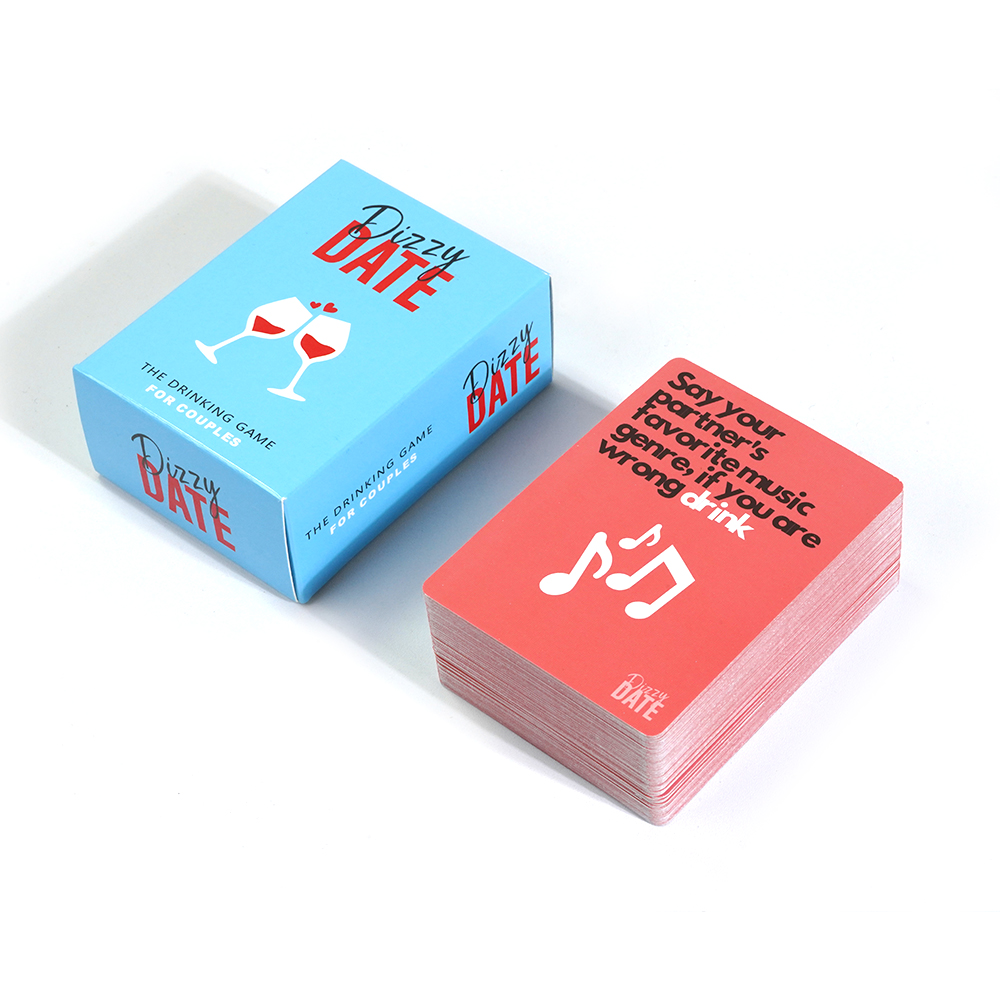 Dizzy
DATE
THE DRINKING GAME
FOR COUPLES
Dizzy
DATE
Dizzy
DATE
THE DRINKING GAME
FOR COUPLES
Say your
partner's
favorite music
genre, if you are
wrong drink
Dizzy
DATE